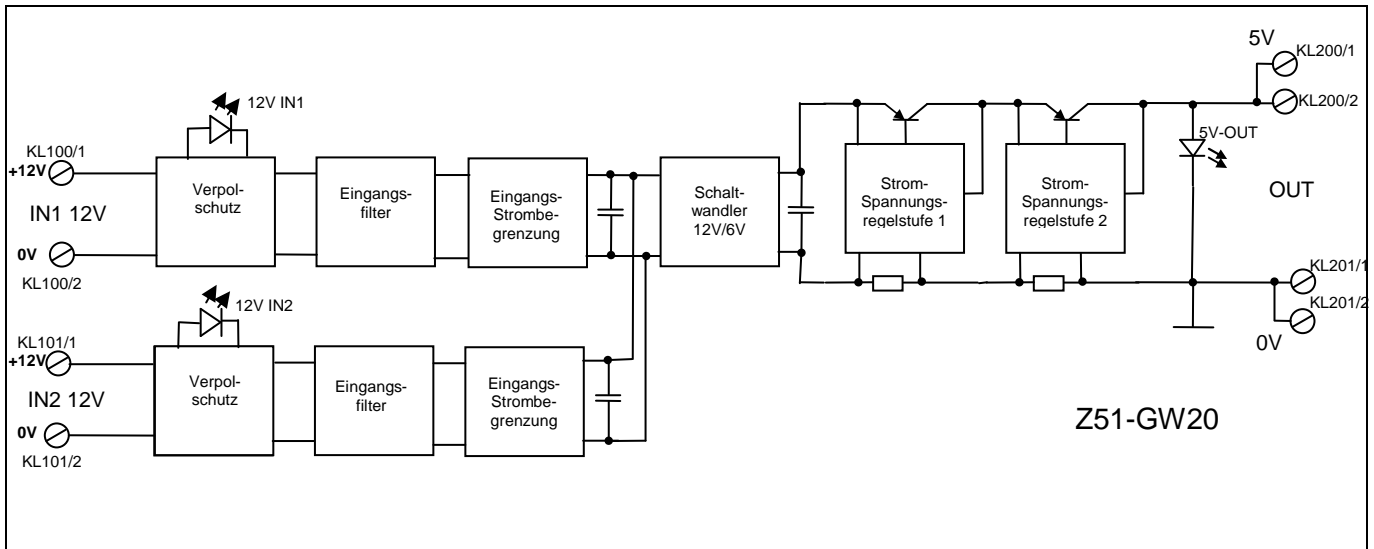 5V
KL200/1
KL200/2
12V IN1
KL100/1
+12V
IN1 12V
0V
KL100/2
Verpol-
schutz
Eingangs-
filter
Eingangs-
Strombe-
grenzung
Schalt-
wandler
12V/6V
Strom-
Spannungs-
regelstufe 1
Strom-
Spannungs-
regelstufe 2
5V-OUT
OUT
KL201/1
KL201/2
0V
12V IN2
KL101/1
+12V
IN2 12V
0V
KL101/2
Verpol-
schutz
Eingangs-
filter
Eingangs-
Strombe-
grenzung
Z51-GW20